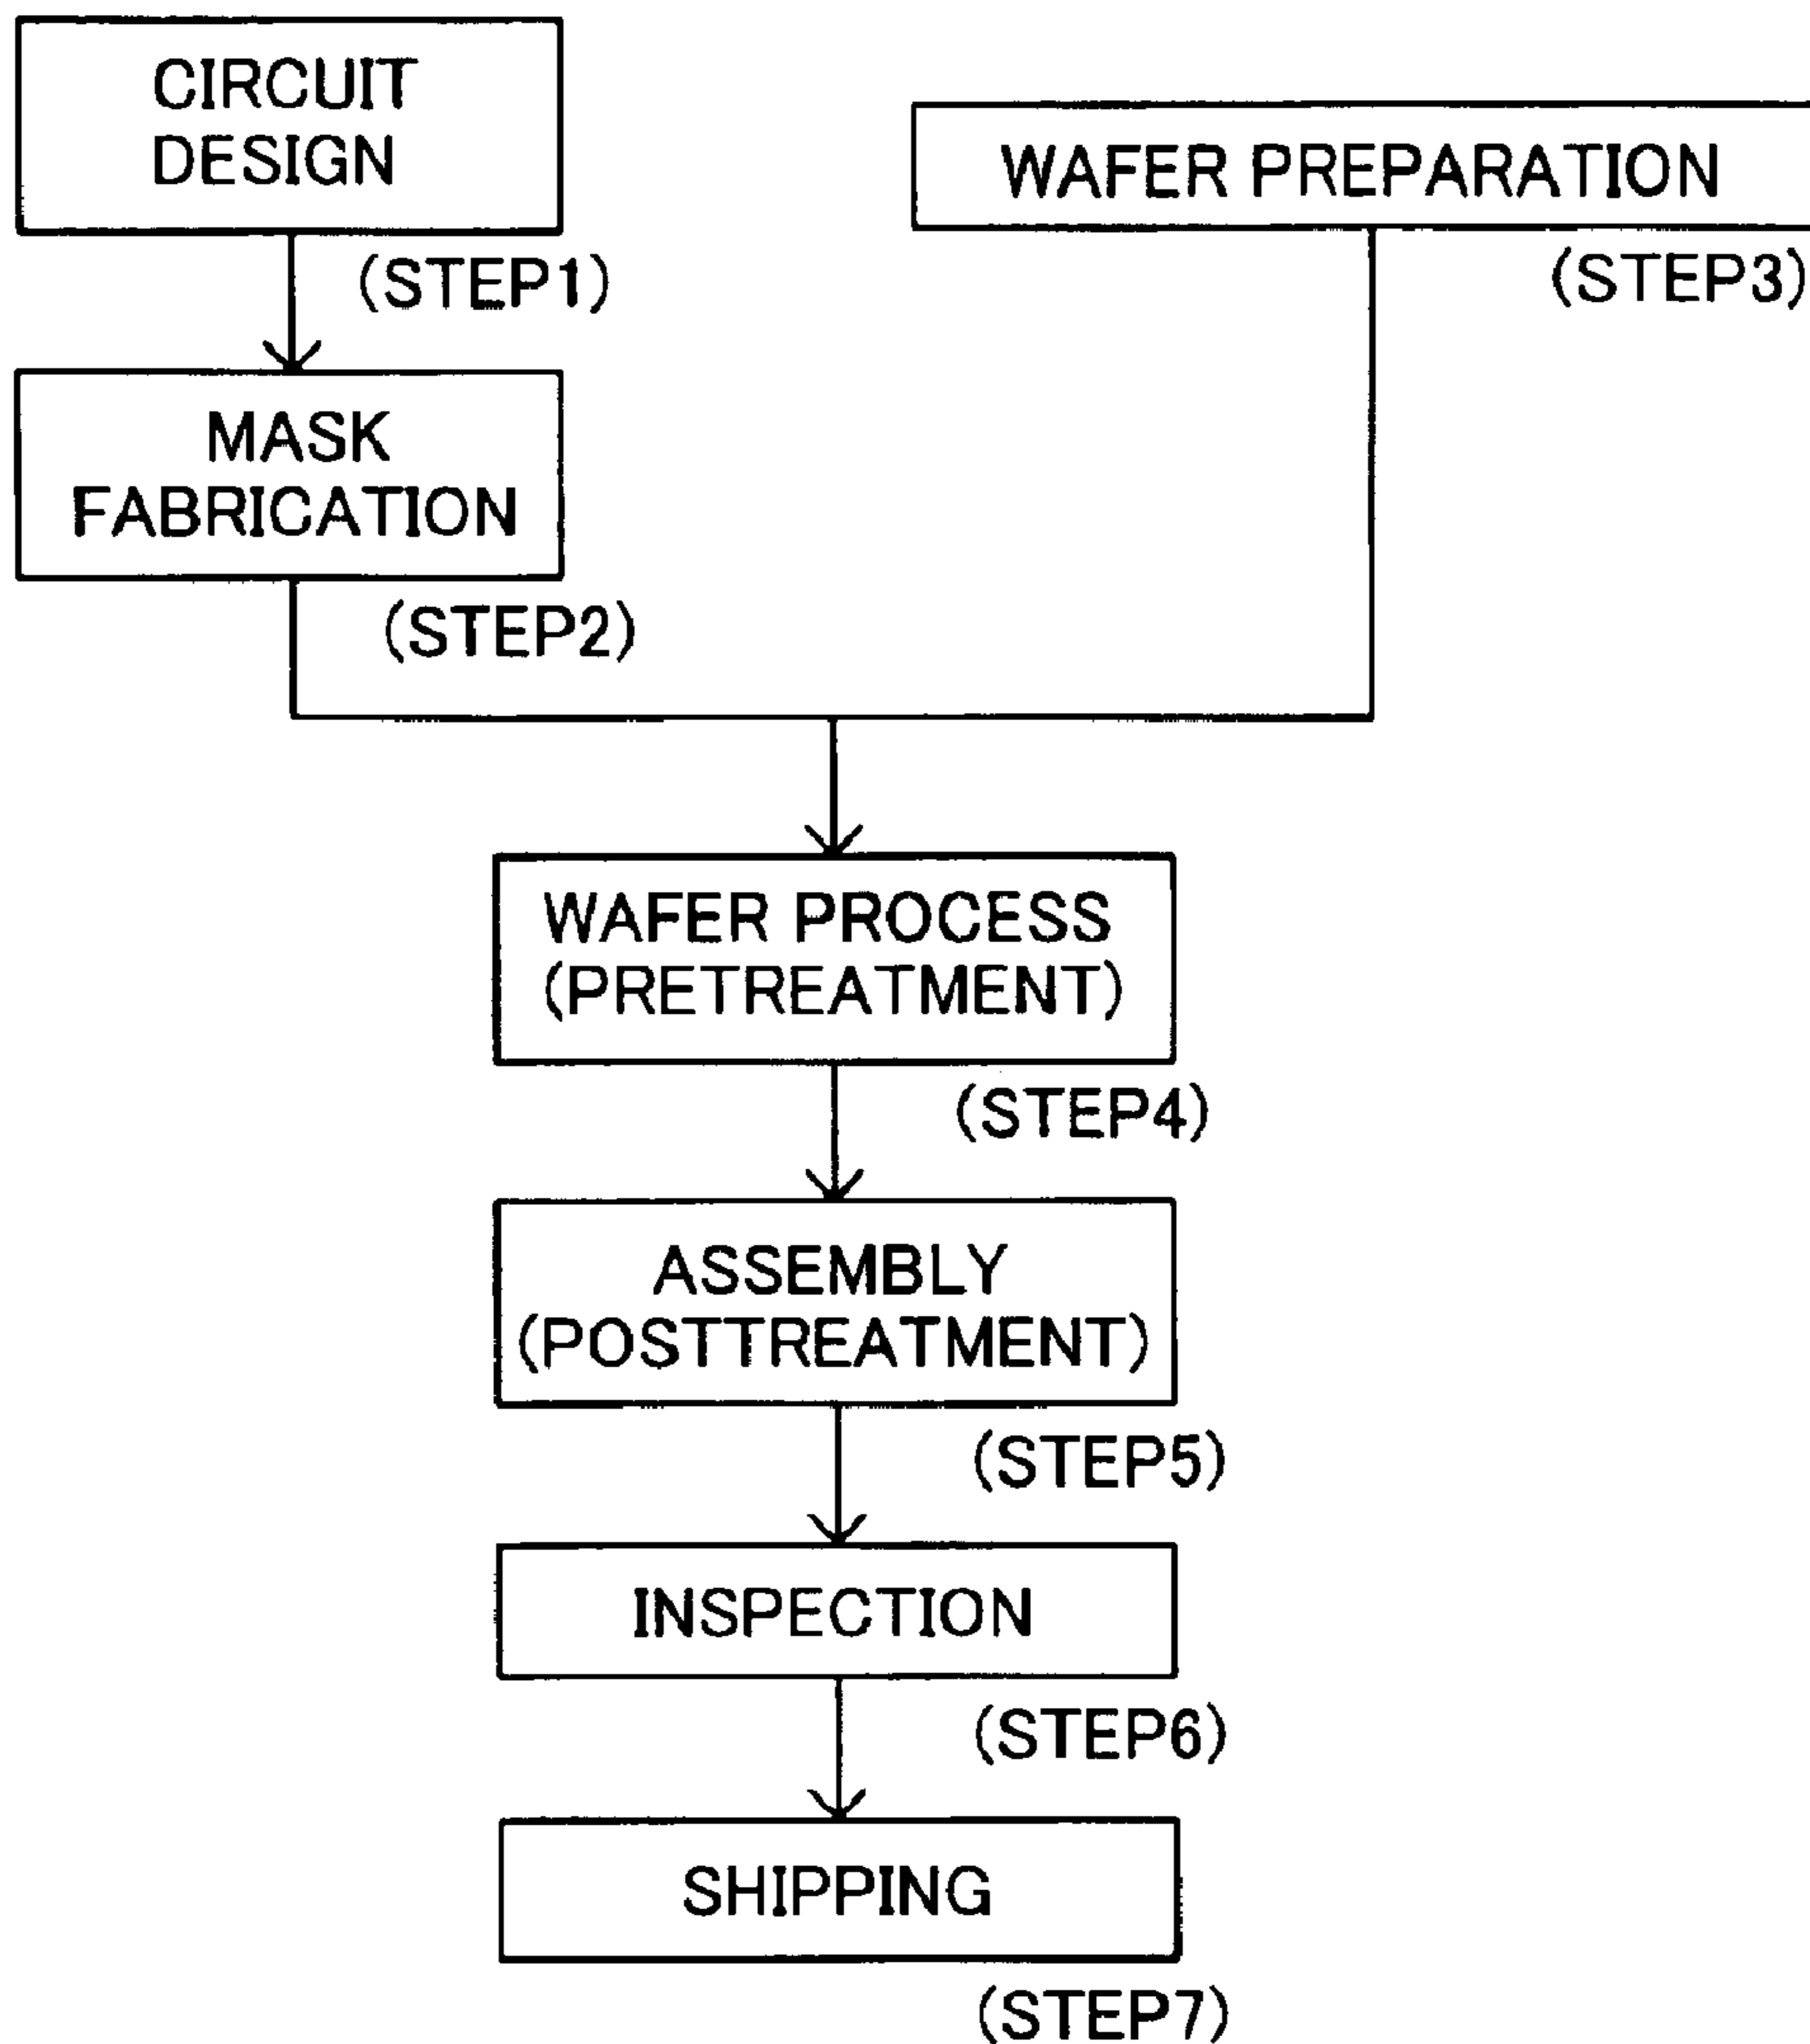 CIRCUIT
DESIGN
(STEP1)
WAFER PREPARATION
(STEP3)
MASK
FABRICATION
(STEP2)
WAFER PROCESS
(PRETREATMENT)
(STEP4)
ASSEMBLY
(POSTTREATMENT)
(STEP5)
INSPECTION
(STEP6)
SHIPPING
(STEP7)